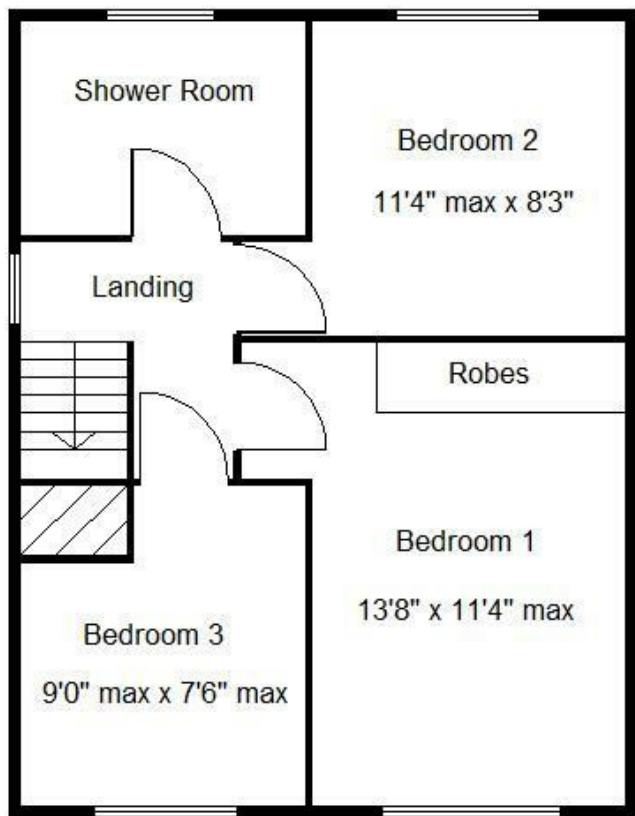 Shower Room
Bedroom 2
11'4" max x 8'3"
Landing
Robes
Bedroom 1
13'8" x 11'4" max
Bedroom 3
9'0" max x 7'6" max